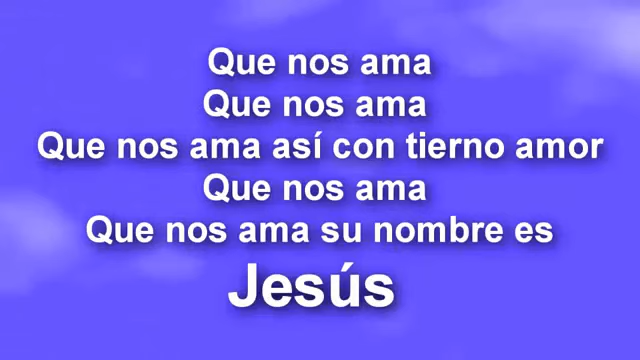 Que nos ama
Que nos ama
Que nos ama así con tierno amor
Que nos ama
Que nos ama su nombre es
Jesús